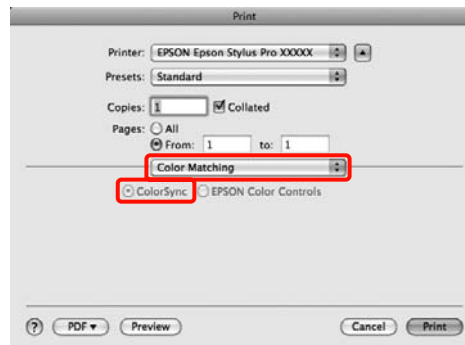 Print
Printer: EPSON Epson Stylus Pro XXXXX
Presets: Standard
Copies: 1 Collated
Pages: All
From: 1 to: 1
Color Matching
ColorSync EPSON Color Controls
? PDF Preview Cancel Print